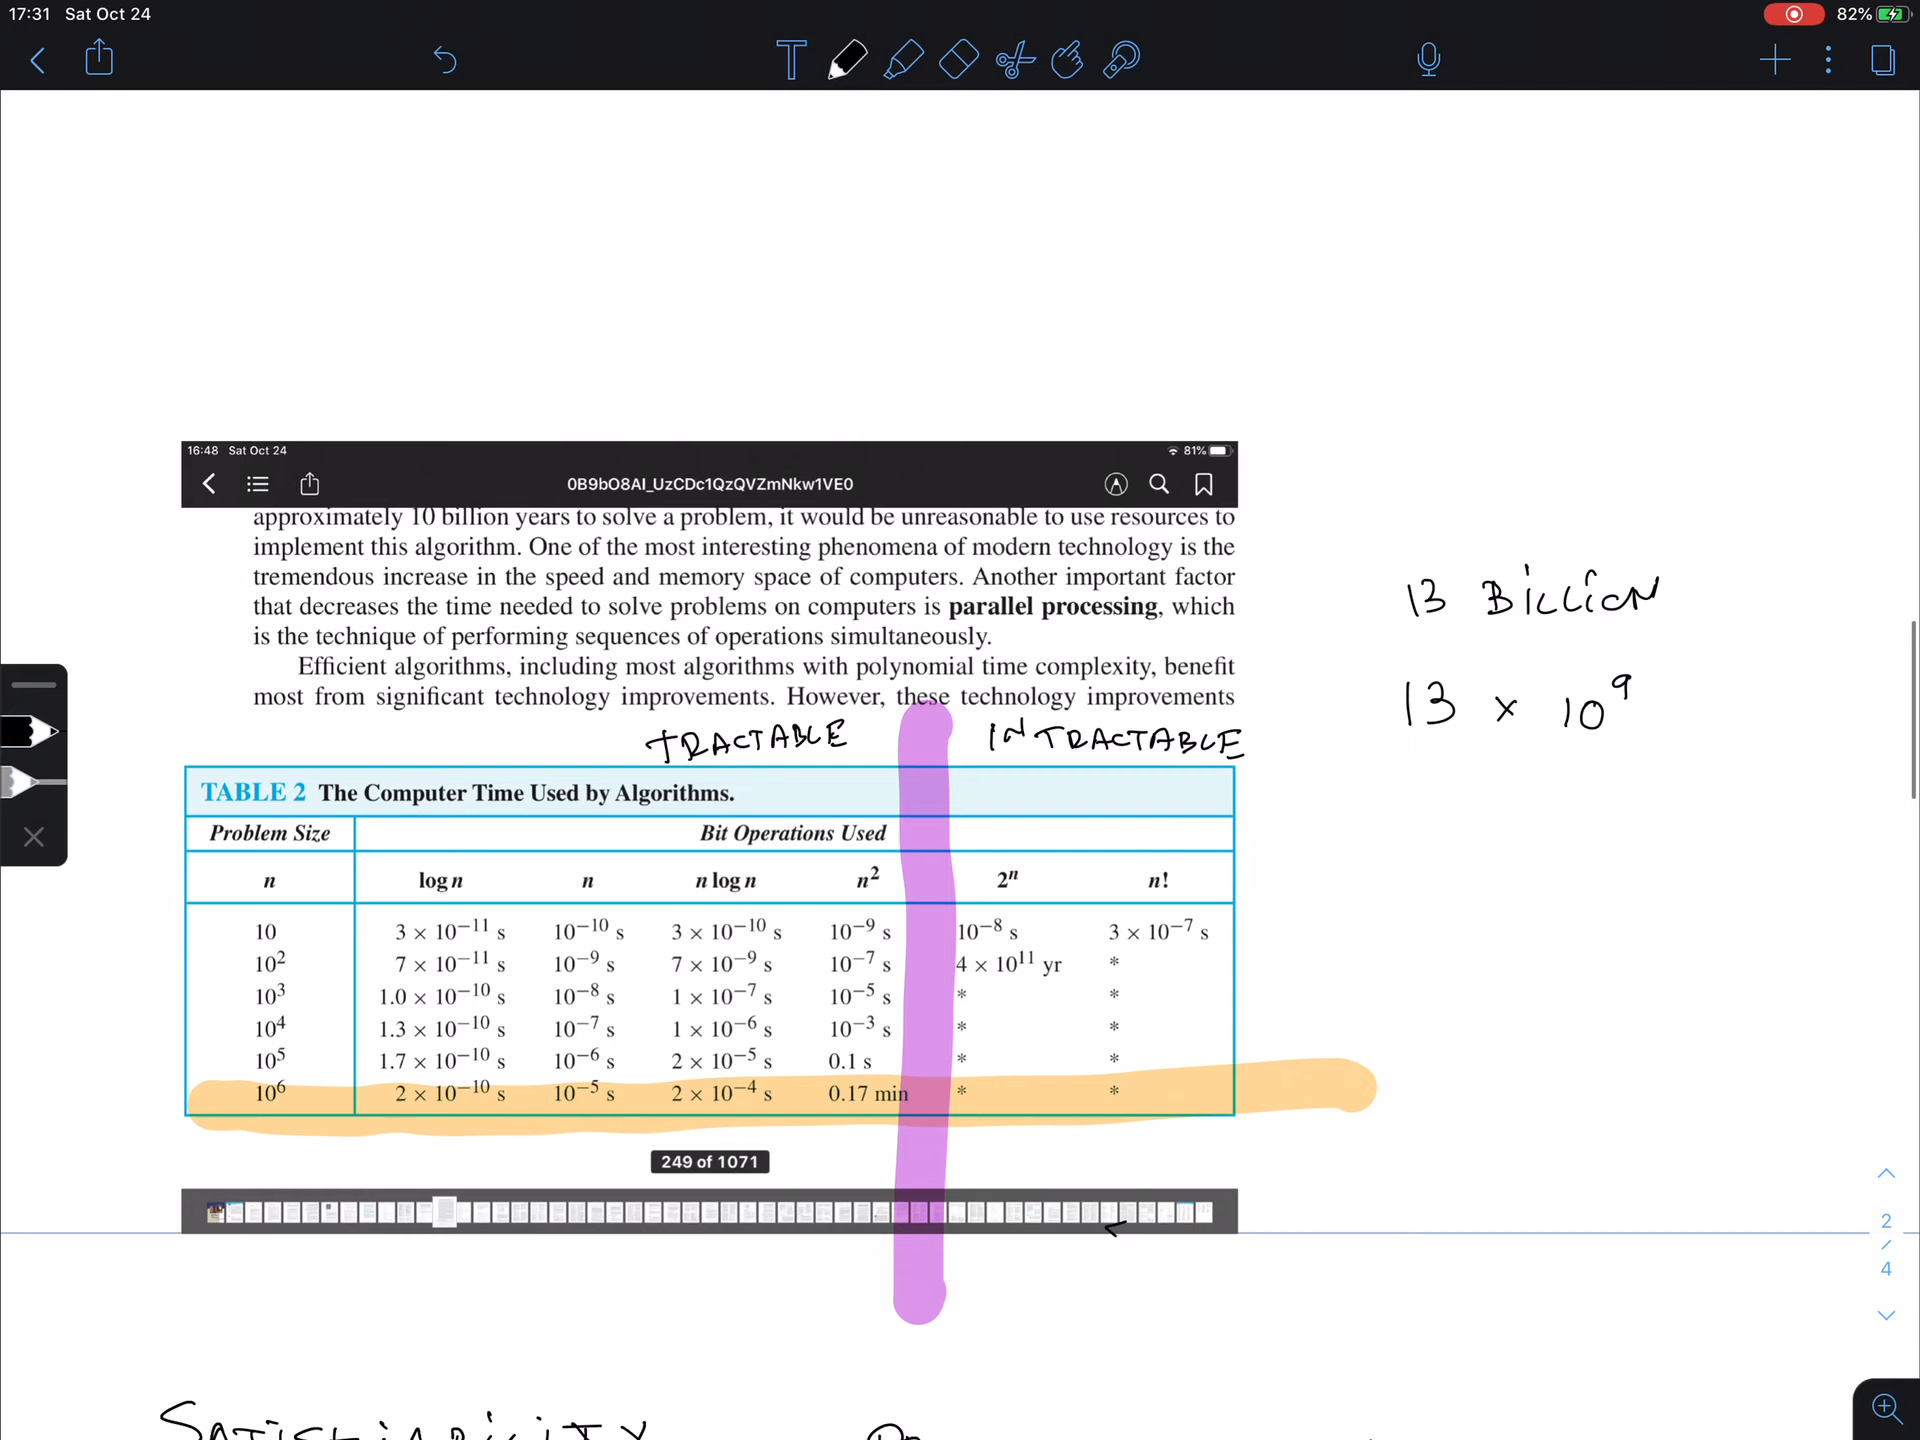 17:31 Sat Oct 24 82%
16:48 Sat Oct 24 81%
0B9bO8AI_UzCDc1QzQVZmNkw1VE0
approximately 10 billion years to solve a problem, it would be unreasonable to use resources to
implement this algorithm. One of the most interesting phenomena of modern technology is the
tremendous increase in the speed and memory space of computers. Another important factor
that decreases the time needed to solve problems on computers is parallel processing, which
is the technique of performing sequences of operations simultaneously.
Efficient algorithms, including most algorithms with polynomial time complexity, benefit
most from significant technology improvements. However, these technology improvements
13 BILLION
13 × 10⁹
TRACTABLE INTRACTABLE
TABLE 2 The Computer Time Used by Algorithms.
Problem Size Bit Operations Used
n log n n n log n n² 2ⁿ n!
10 3 × 10⁻¹¹ s 10⁻¹⁰ s 3 × 10⁻¹⁰ s 10⁻⁹ s 10⁻⁸ s 3 × 10⁻⁷ s
10² 7 × 10⁻¹¹ s 10⁻⁹ s 7 × 10⁻⁹ s 10⁻⁷ s 4 × 10¹¹ yr *
10³ 1.0 × 10⁻¹⁰ s 10⁻⁸ s 1 × 10⁻⁷ s 10⁻⁵ s * *
10⁴ 1.3 × 10⁻¹⁰ s 10⁻⁷ s 1 × 10⁻⁶ s 10⁻³ s * *
10⁵ 1.7 × 10⁻¹⁰ s 10⁻⁶ s 2 × 10⁻⁵ s 0.1 s * *
10⁶ 2 × 10⁻¹⁰ s 10⁻⁵ s 2 × 10⁻⁴ s 0.17 min * *
249 of 1071
2
/
4